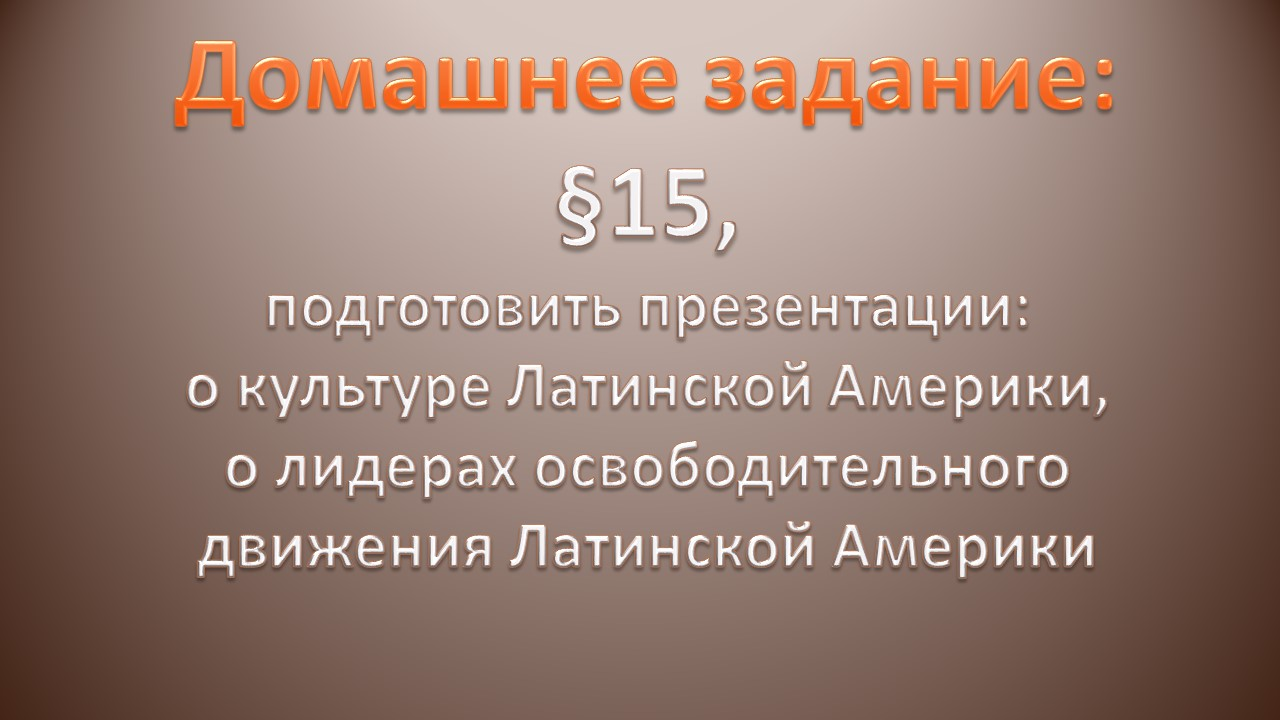 Домашнее задание:
§15,
подготовить презентации:
о культуре Латинской Америки,
о лидерах освободительного
движения Латинской Америки